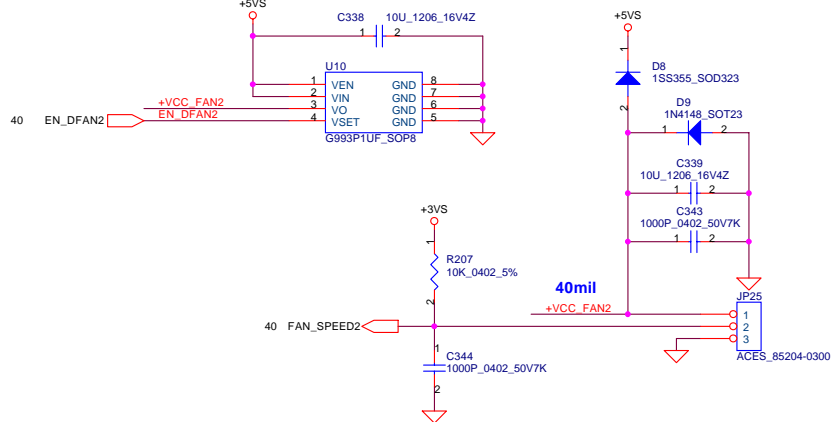 +5VS
C338 10U_1206_16V4Z
1 2
U10
1 VEN GND 8
2 VIN GND 7
3 VO GND 6
4 VSET GND 5
G993P1UF_SOP8
+VCC_FAN2
40 EN_DFAN2 EN_DFAN2
+5VS
1
D8
1SS355_SOD323
2
D9
1N4148_SOT23
1 2
C339
10U_1206_16V4Z
1 2
C343
1000P_0402_50V7K
1 2
+3VS
1
R207
10K_0402_5%
2
40mil
+VCC_FAN2
40 FAN_SPEED2
JP25
1
2
3
ACES_85204-0300
1
C344
1000P_0402_50V7K
2